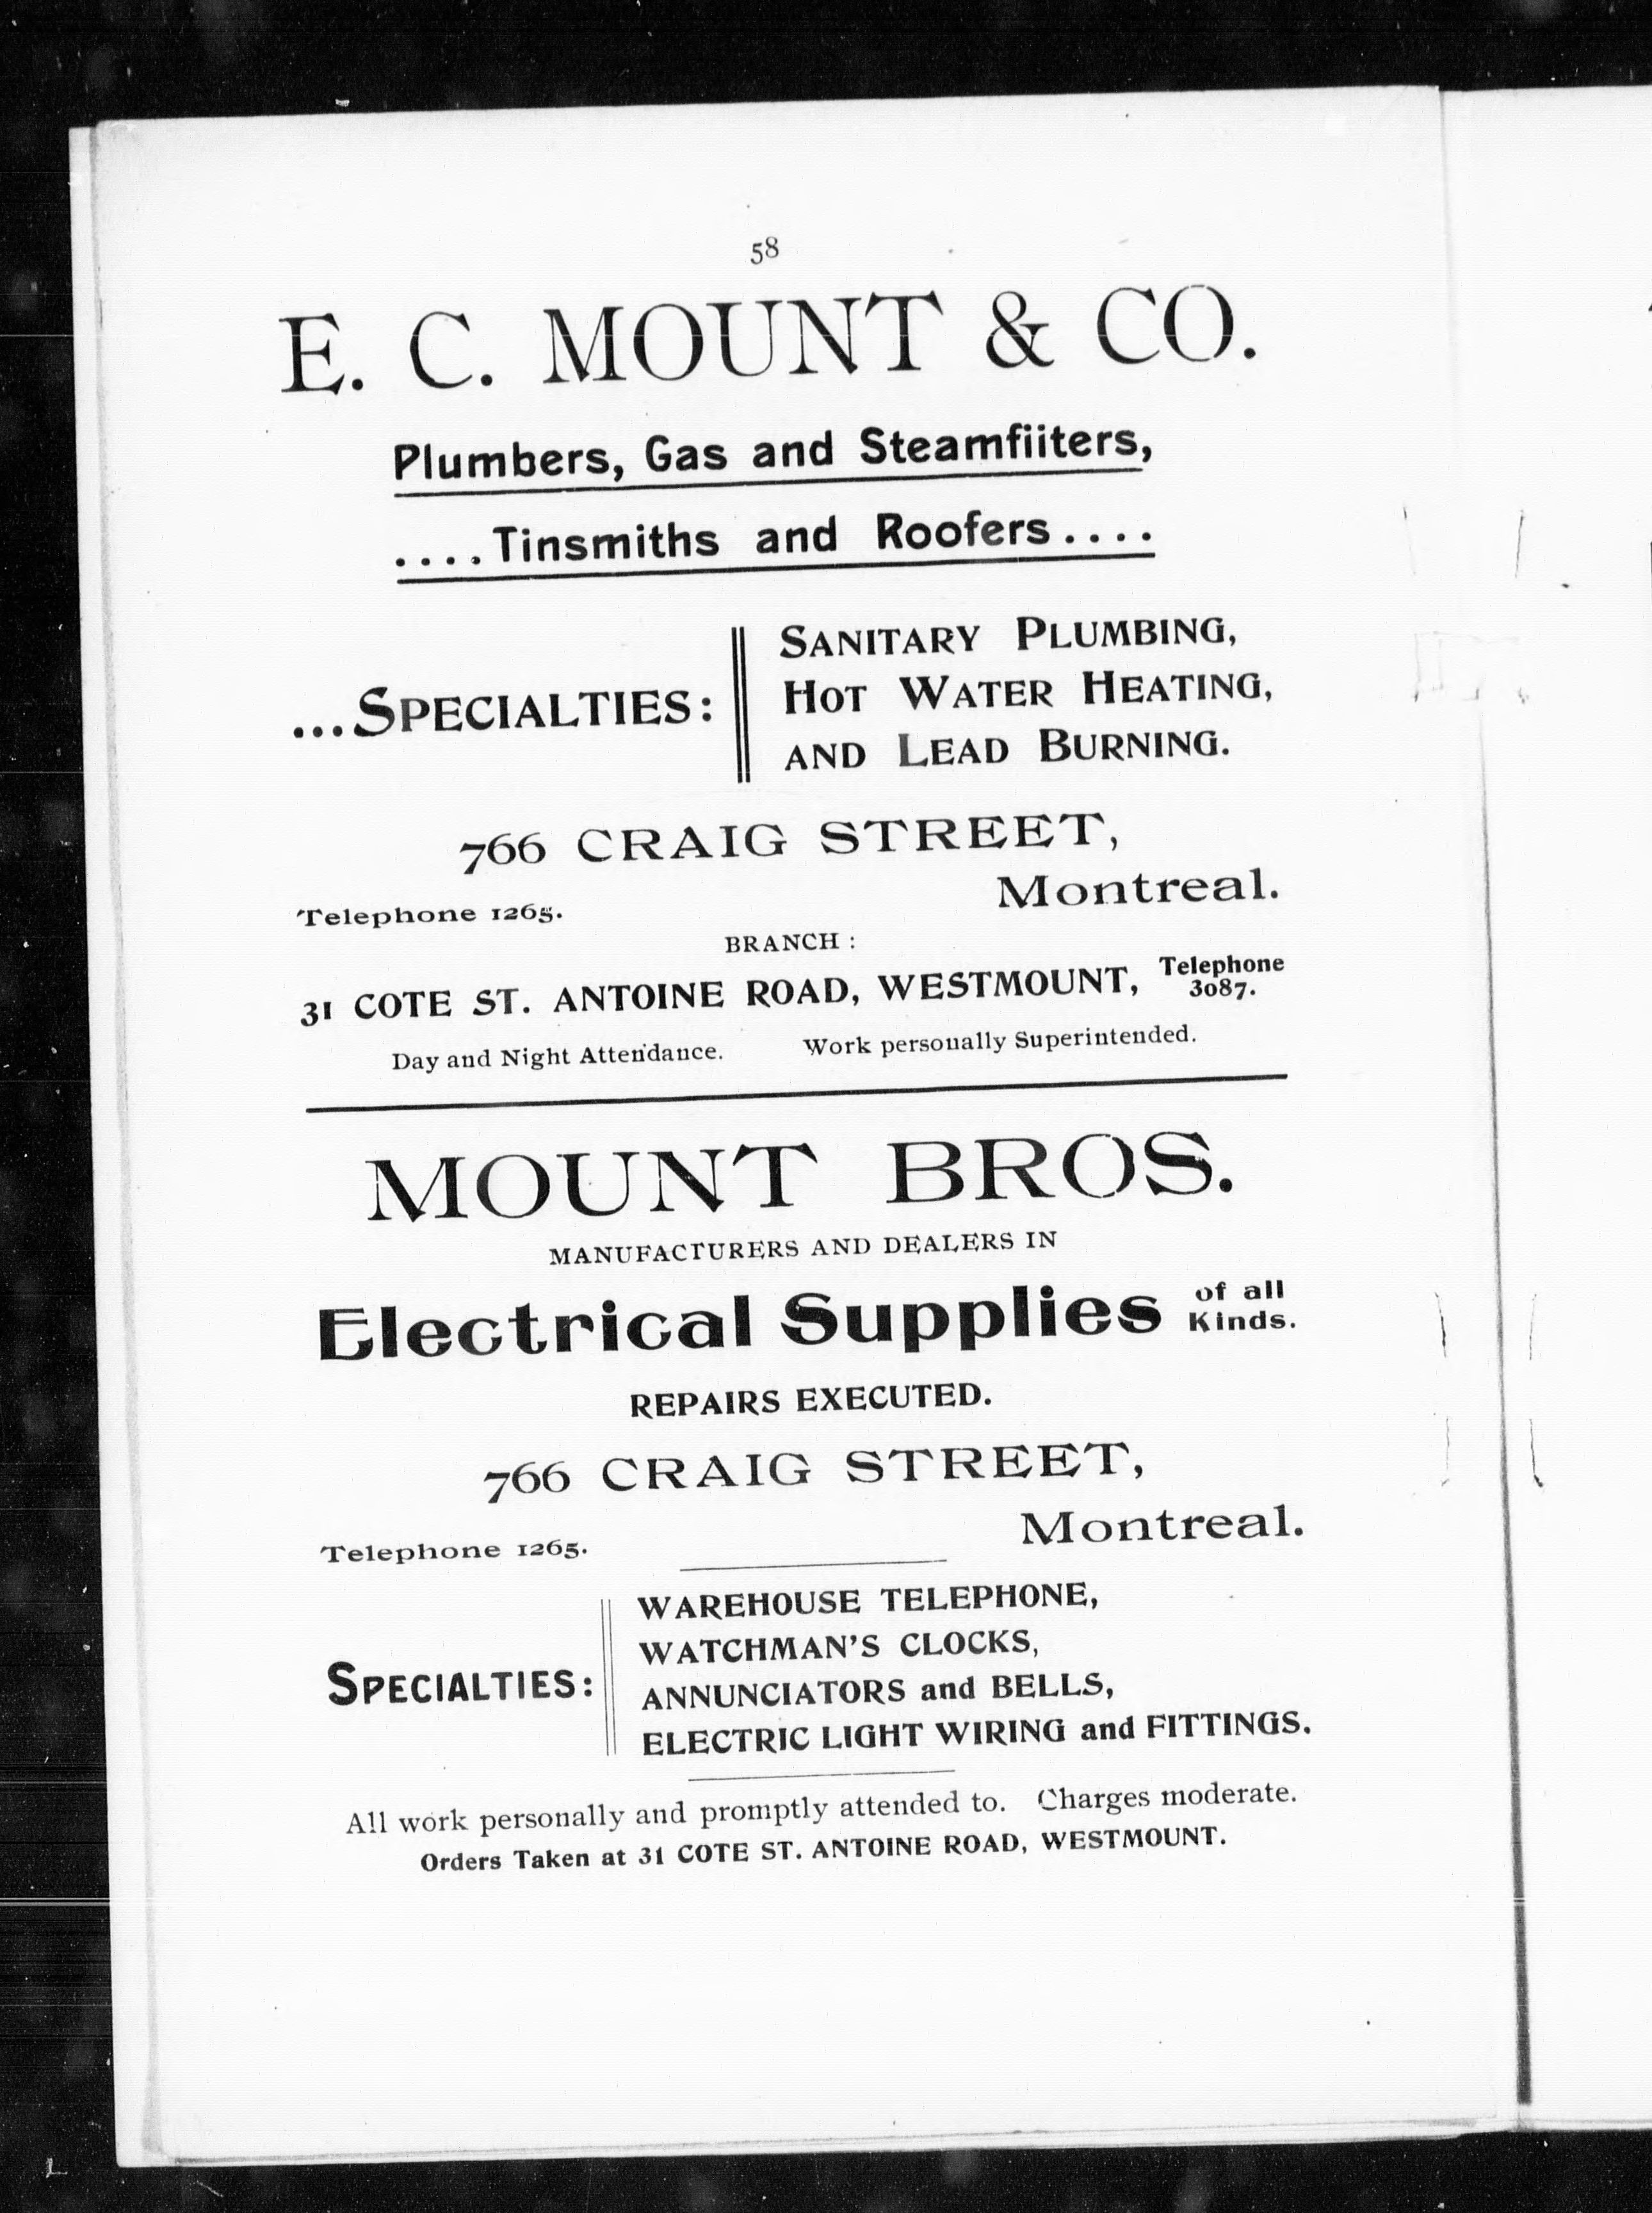 58
E. C. MOUNT & CO.
Plumbers, Gas and Steamfiiters,
....Tinsmiths and Roofers....
...SPECIALTIES:
SANITARY PLUMBING,
HOT WATER HEATING,
AND LEAD BURNING.
766 CRAIG STREET,
Montreal.
Telephone 1265.
BRANCH :
31 COTE ST. ANTOINE ROAD, WESTMOUNT, Telephone 3087.
Day and Night Attendance. Work personally Superintended.
MOUNT BROS.
MANUFACTURERS AND DEALERS IN
Electrical Supplies of all Kinds.
REPAIRS EXECUTED.
766 CRAIG STREET,
Montreal.
Telephone 1265.
SPECIALTIES:
WAREHOUSE TELEPHONE,
WATCHMAN'S CLOCKS,
ANNUNCIATORS and BELLS,
ELECTRIC LIGHT WIRING and FITTINGS.
All work personally and promptly attended to. Charges moderate.
Orders Taken at 31 COTE ST. ANTOINE ROAD, WESTMOUNT.